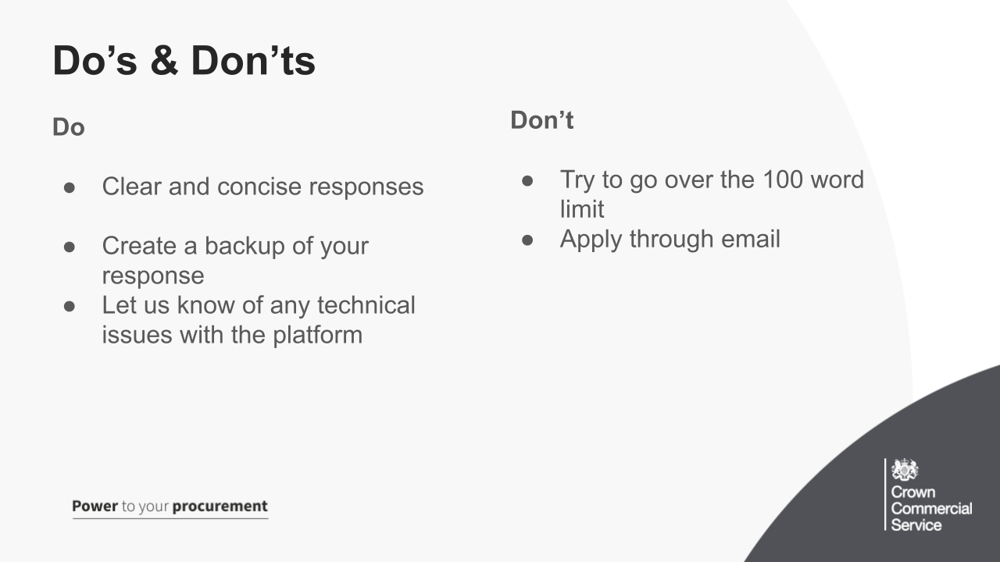 Do’s & Don’ts
Do
● Clear and concise responses
● Create a backup of your
response
● Let us know of any technical
issues with the platform
Don’t
● Try to go over the 100 word
limit
● Apply through email
Power to your procurement
Crown
Commercial
Service